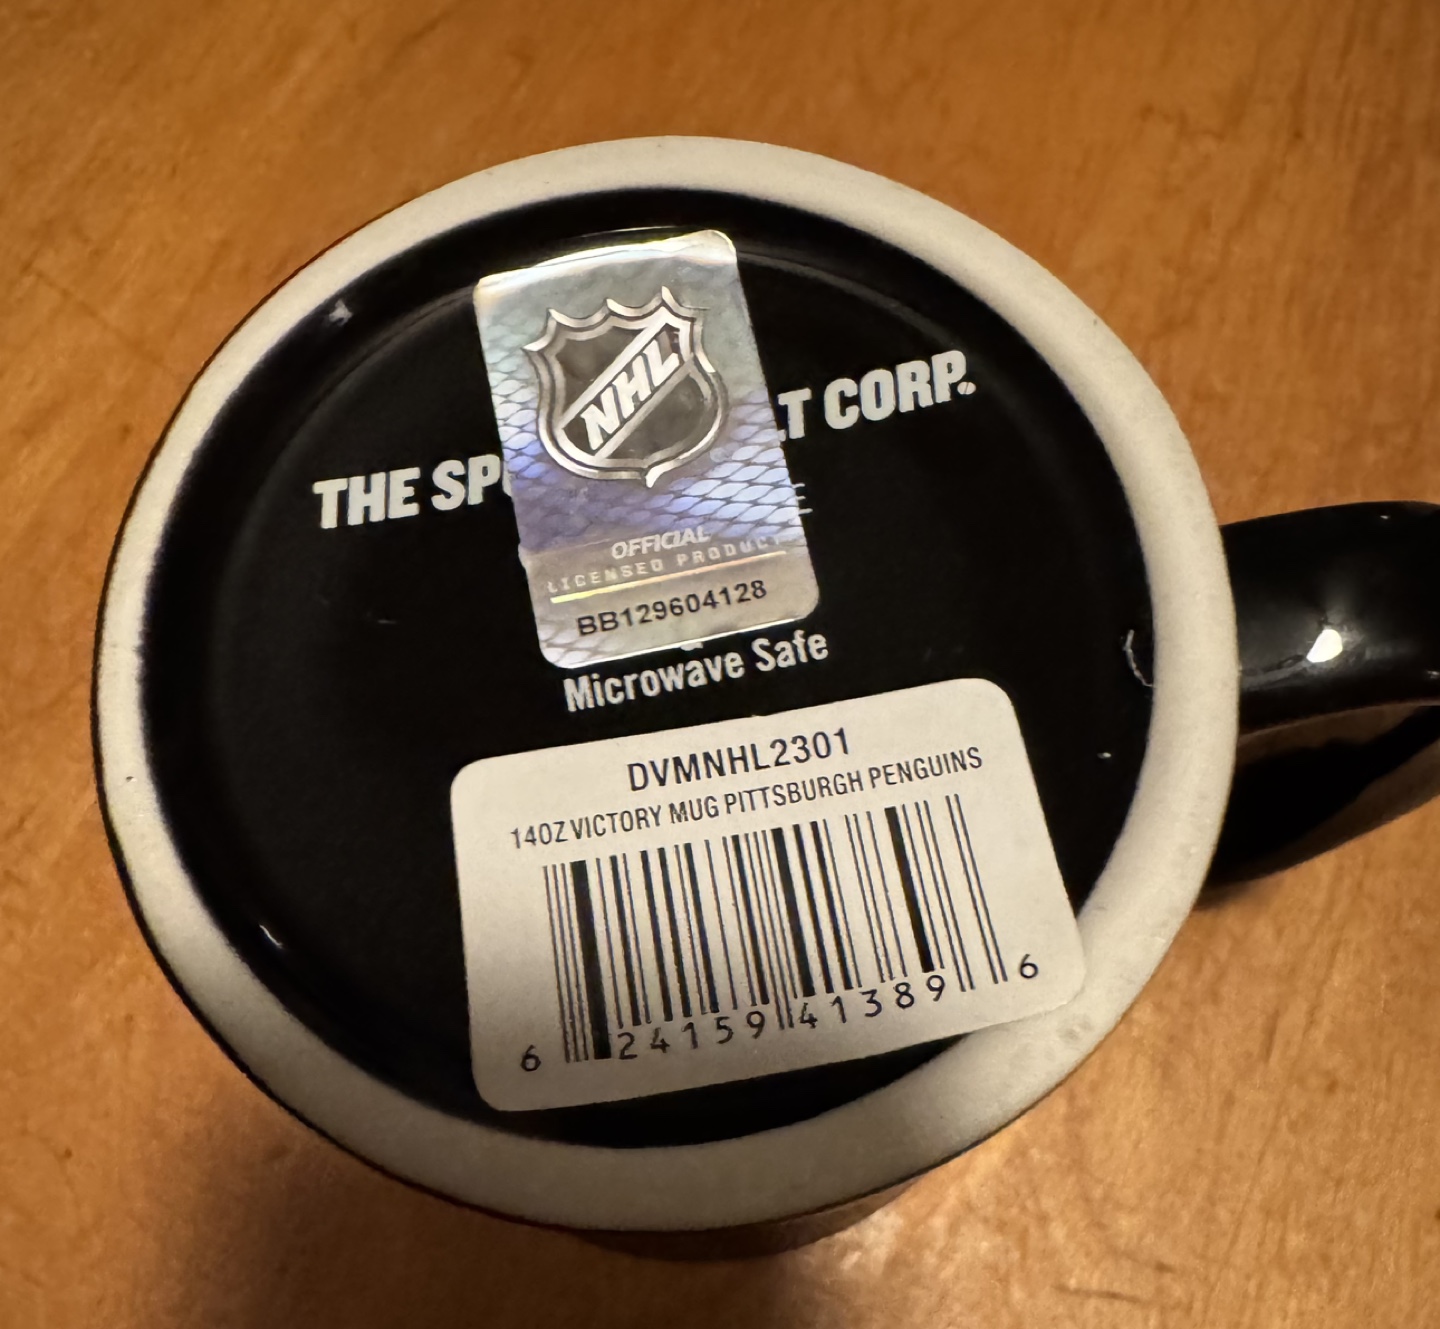 NHL
THE SP LT CORP.
OFFICIAL
LICENSED PRODUCT
BB129604128
Microwave Safe
DVMNHL2301
14OZ VICTORY MUG PITTSBURGH PENGUINS
6 24159 41389 6